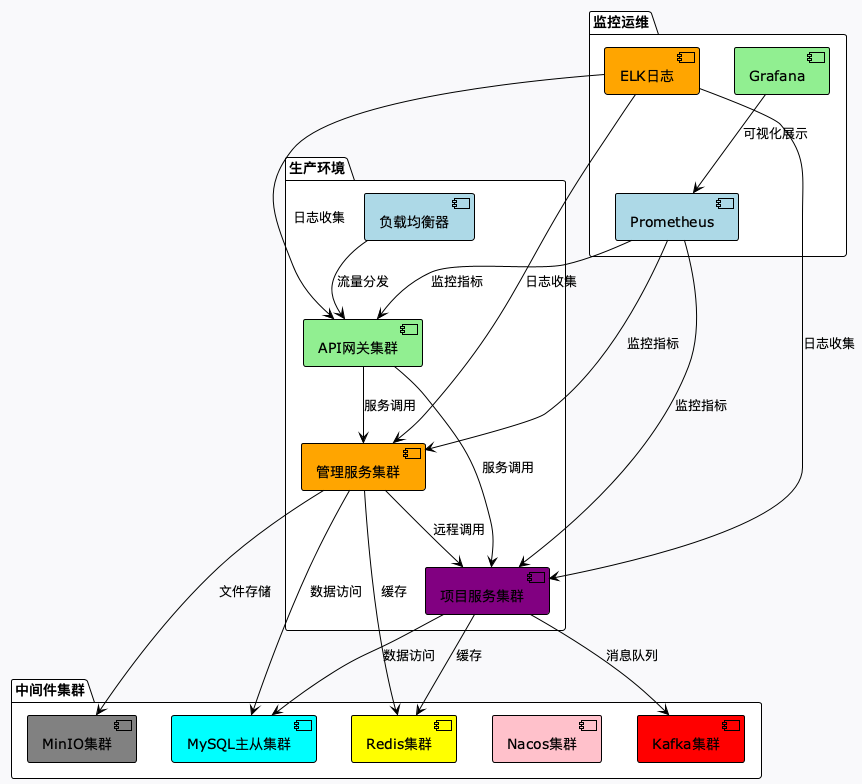 监控运维
ELK日志
Grafana
可视化展示
生产环境
日志收集
负载均衡器
Prometheus
流量分发
监控指标
日志收集
API网关集群
监控指标
日志收集
服务调用
监控指标
管理服务集群
服务调用
远程调用
文件存储
数据访问
缓存
项目服务集群
数据访问
缓存
消息队列
中间件集群
MinIO集群
MySQL主从集群
Redis集群
Nacos集群
Kafka集群